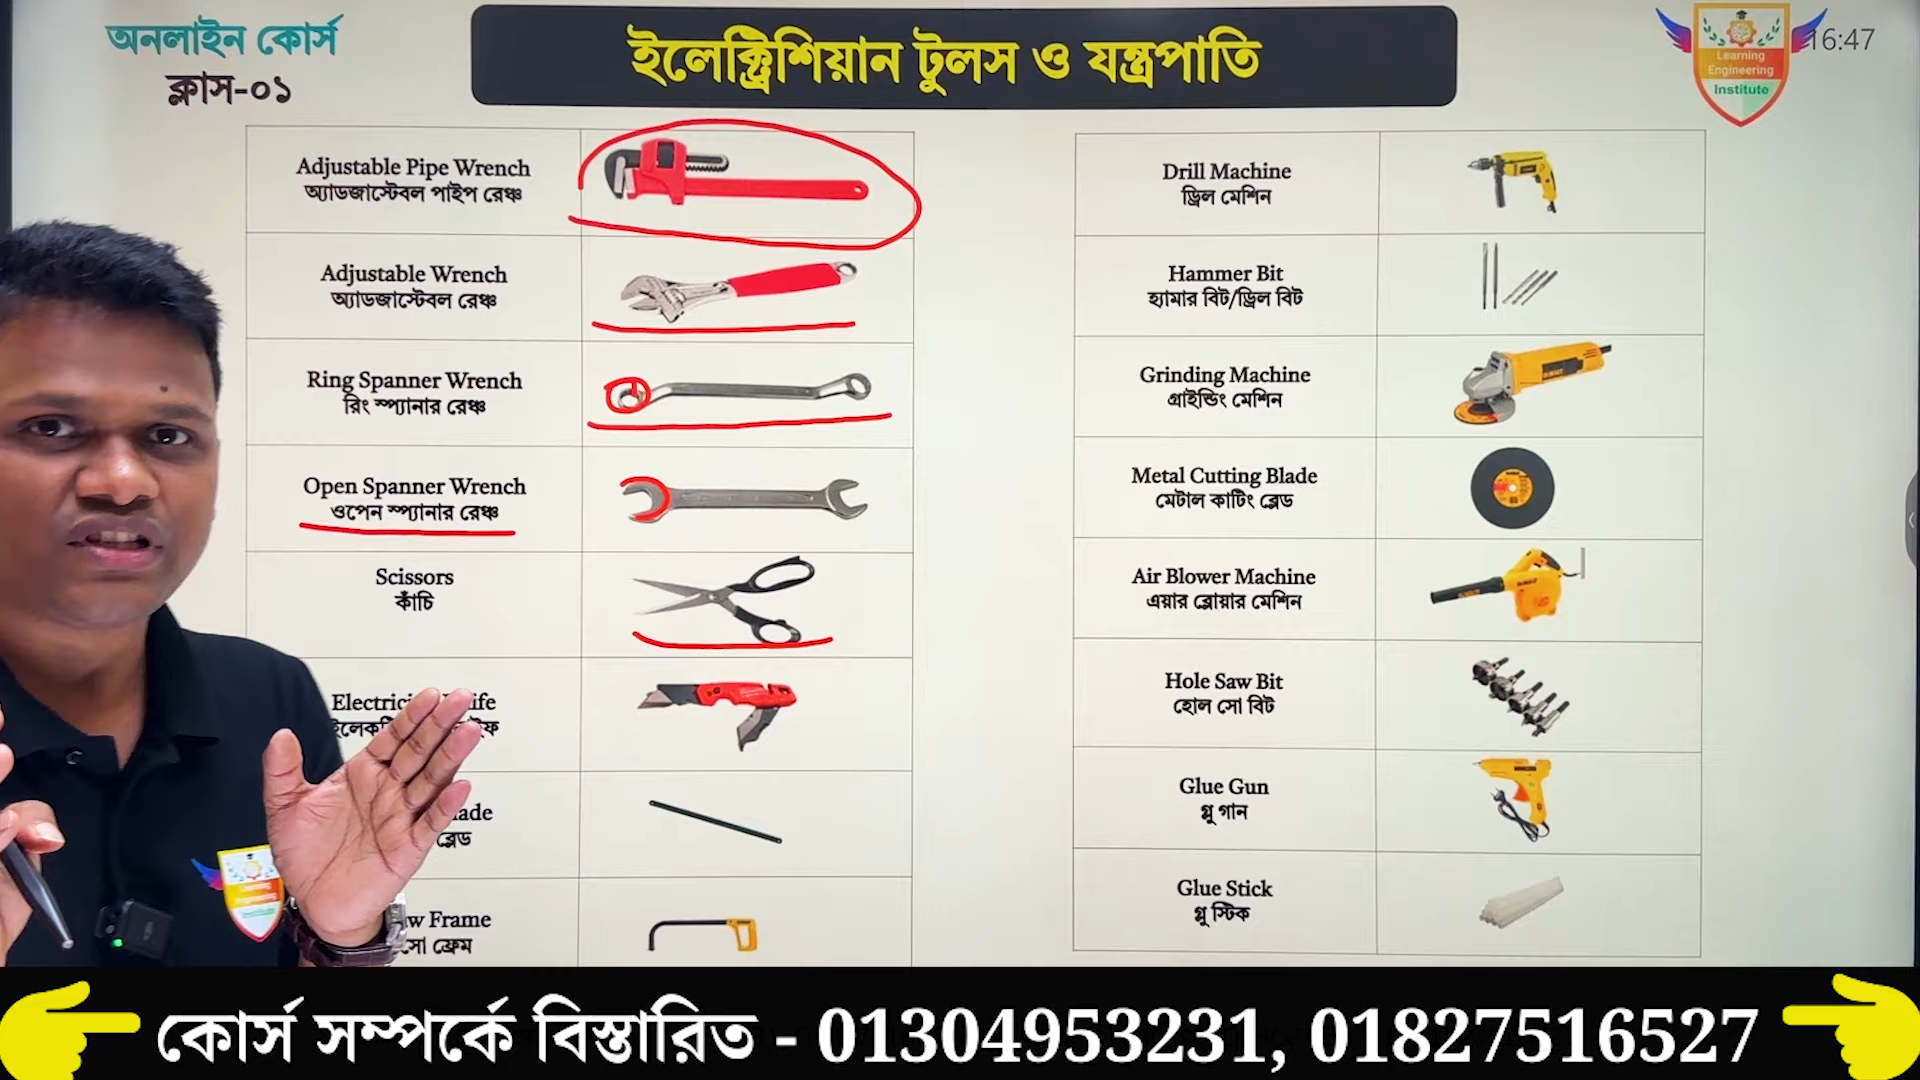 অনলাইন কোর্স
ক্লাস-০১
ইলেক্ট্রিশিয়ান টুলস ও যন্ত্রপাতি
Learning
Engineering
Institute
16:47
Adjustable Pipe Wrench
অ্যাডজাস্টেবল পাইপ রেঞ্চ
Adjustable Wrench
অ্যাডজাস্টেবল রেঞ্চ
Ring Spanner Wrench
রিং স্প্যানার রেঞ্চ
Open Spanner Wrench
ওপেন স্প্যানার রেঞ্চ
Scissors
কাঁচি
ব্লেড
Frame
ফ্রেম
Drill Machine
ড্রিল মেশিন
Hammer Bit
হ্যামার বিট/ড্রিল বিট
Grinding Machine
গ্রাইন্ডিং মেশিন
Metal Cutting Blade
মেটাল কাটিং ব্লেড
Air Blower Machine
এয়ার ব্লোয়ার মেশিন
Hole Saw Bit
হোল সো বিট
Glue Gun
গ্লু গান
Glue Stick
গ্লু স্টিক
কোর্স সম্পর্কে বিস্তারিত - 01304953231, 01827516527